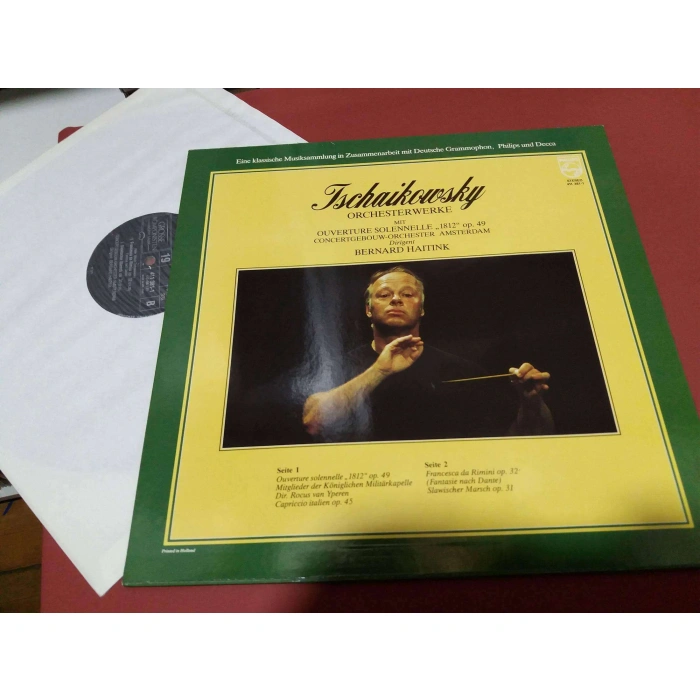 Eine klassische Musiksammlung in Zusammenarbeit mit Deutsche Grammophon, Philips und Decca
Tschaikowsky
ORCHESTERWERKE
MIT
OUVERTURE SOLENNELLE „1812" op. 49
CONCERTGEBOUW-ORCHESTER AMSTERDAM
Dirigent
BERNARD HAITINK
STEREO
Seite 1
Ouverture solennelle „1812" op. 49
Mitglieder der Königlichen Militärkapelle
Dir. Rocus van Yperen
Capriccio italien op. 45
Seite 2
Francesca da Rimini op. 32
(Fantasie nach Dante)
Slawischer Marsch op. 31
Printed in Holland
19
B